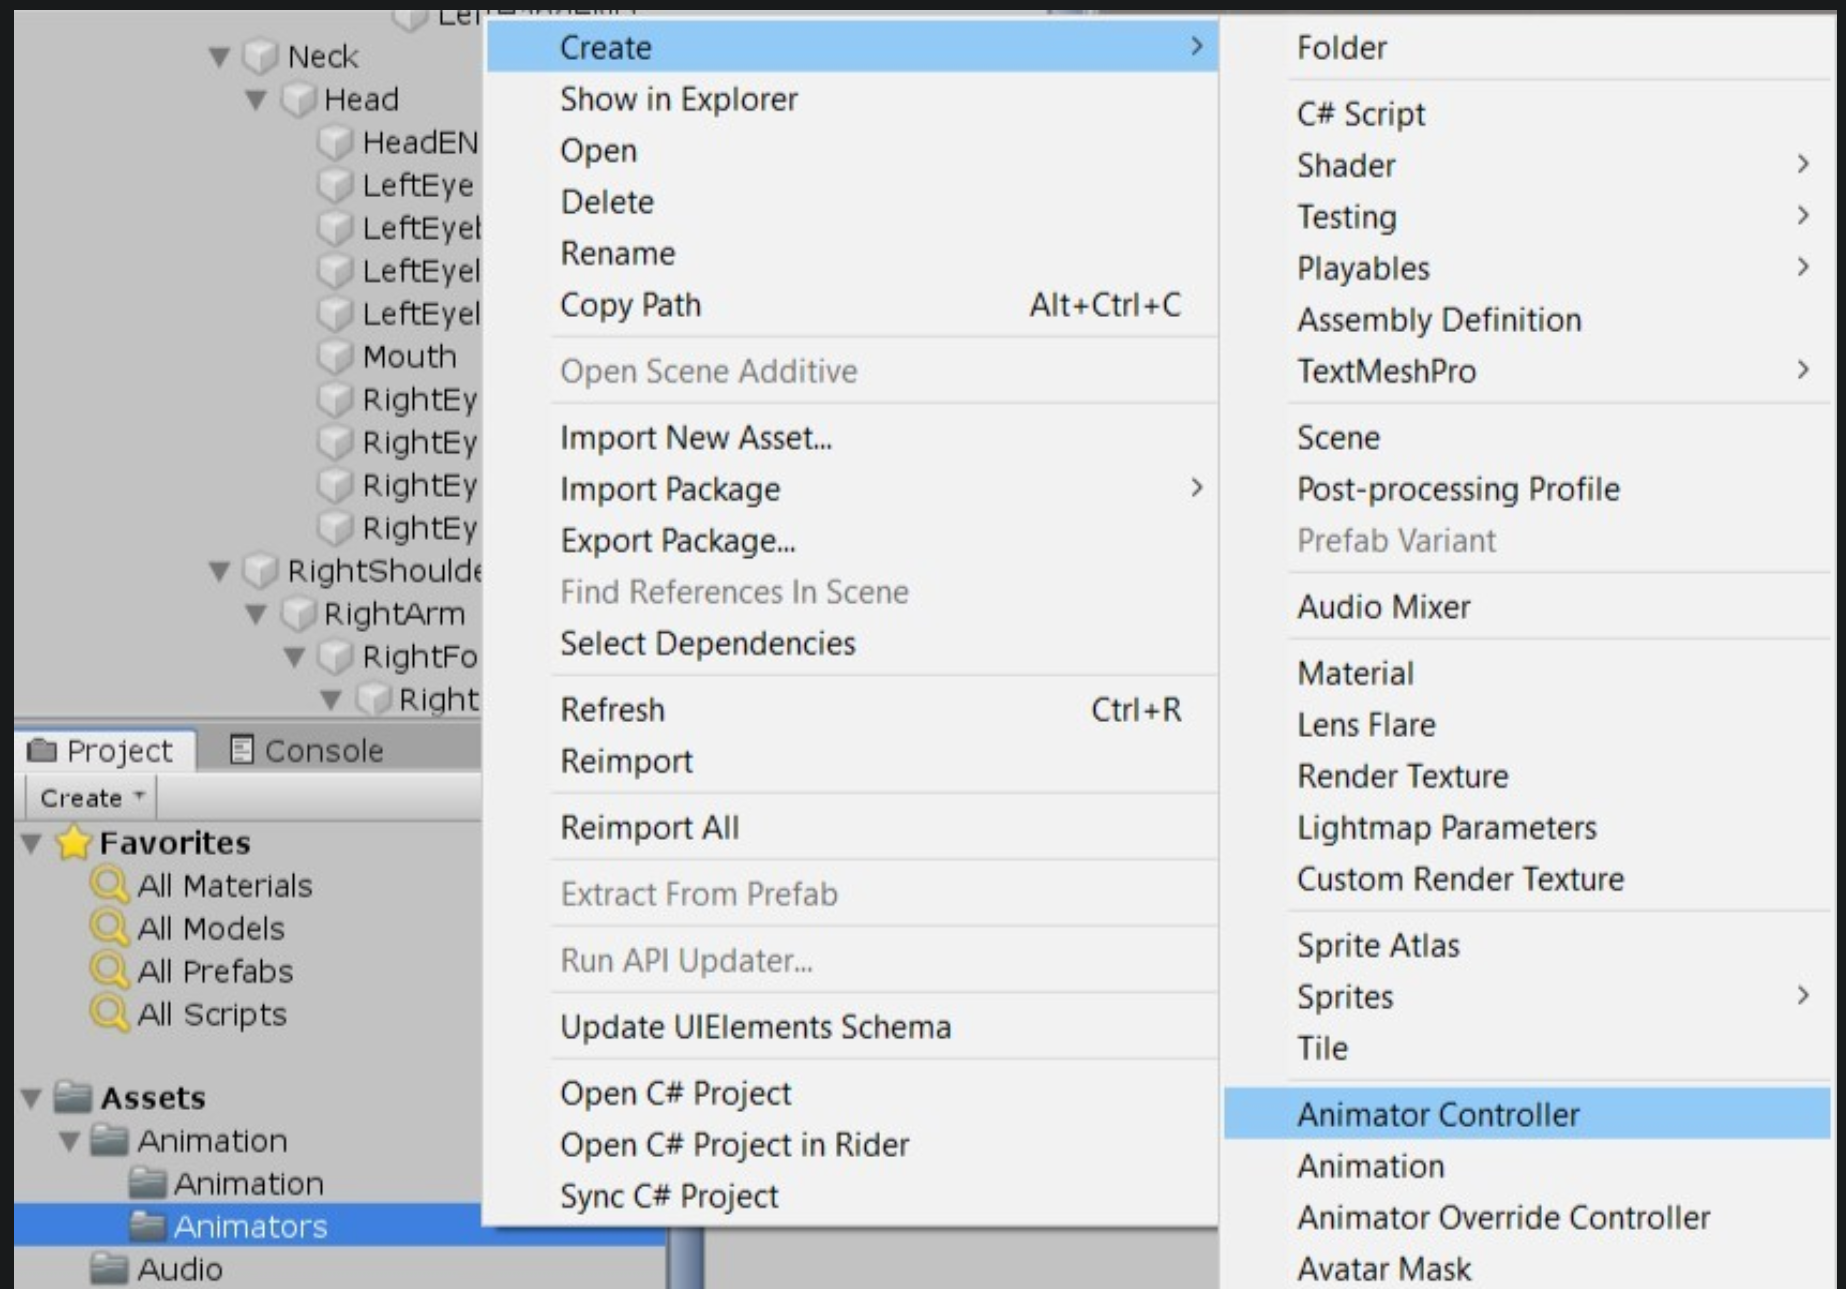 Neck
Head
HeadEN
LeftEye
LeftEye
LeftEyel
LeftEyel
Mouth
RightEy
RightEy
RightEy
RightEy
RightShoulde
RightArm
RightFo
Right
Project
Console
Create
Favorites
All Materials
All Models
All Prefabs
All Scripts
Assets
Animation
Animation
Animators
Audio
Create
Show in Explorer
Open
Delete
Rename
Copy Path Alt+Ctrl+C
Open Scene Additive
Import New Asset...
Import Package
Export Package...
Find References In Scene
Select Dependencies
Refresh Ctrl+R
Reimport
Reimport All
Extract From Prefab
Run API Updater...
Update UIElements Schema
Open C# Project
Open C# Project in Rider
Sync C# Project
Folder
C# Script
Shader
Testing
Playables
Assembly Definition
TextMeshPro
Scene
Post-processing Profile
Prefab Variant
Audio Mixer
Material
Lens Flare
Render Texture
Lightmap Parameters
Custom Render Texture
Sprite Atlas
Sprites
Tile
Animator Controller
Animation
Animator Override Controller
Avatar Mask